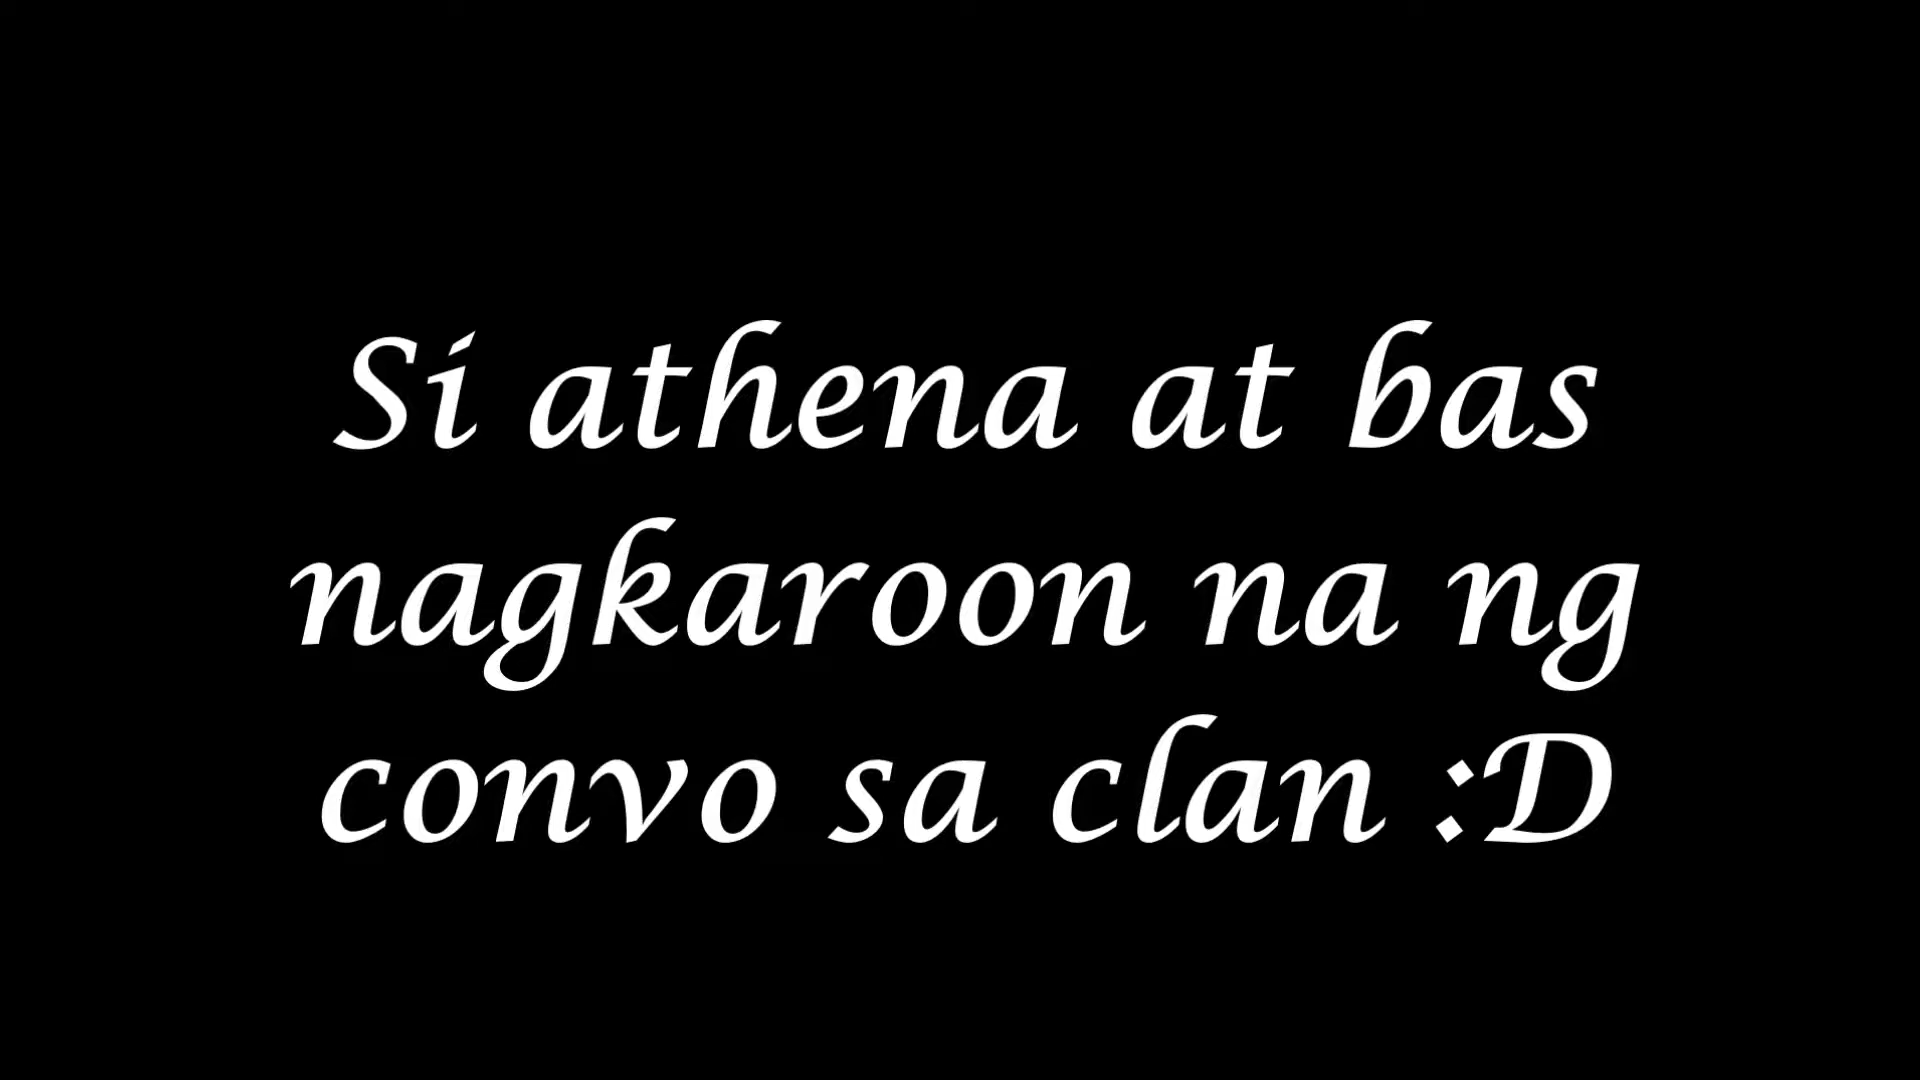 Si athena at bas
nagkaroon na ng
convo sa clan :D